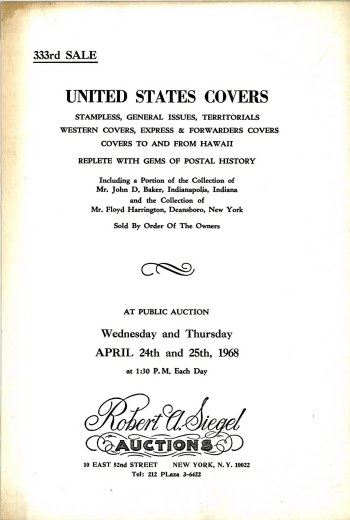 333rd SALE
UNITED STATES COVERS
STAMPLESS, GENERAL ISSUES, TERRITORIALS
WESTERN COVERS, EXPRESS & FORWARDERS COVERS
COVERS TO AND FROM HAWAII
REPLETE WITH GEMS OF POSTAL HISTORY
Including a Portion of the Collection of
Mr. John D. Baker, Indianapolis, Indiana
and the Collection of
Mr. Floyd Harrington, Deansboro, New York
Sold By Order Of The Owners
AT PUBLIC AUCTION
Wednesday and Thursday
APRIL 24th and 25th, 1968
at 1:30 P.M. Each Day
Robert A. Siegel
AUCTIONS
10 EAST 52nd STREET NEW YORK, N.Y. 10022
Tel: 212 PLaza 3-6422